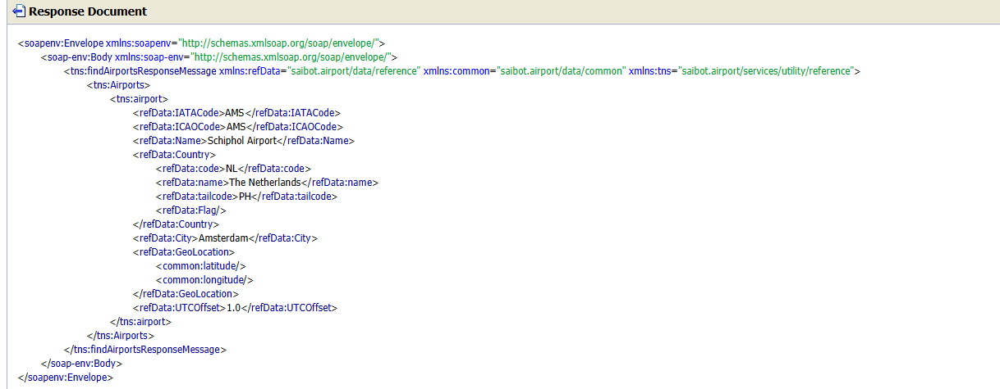 Response Document
<soapenv:Envelope xmlns:soapenv="http://schemas.xmlsoap.org/soap/envelope/">
<soap-env:Body xmlns:soap-env="http://schemas.xmlsoap.org/soap/envelope/">
<tns:findAirportsResponseMessage xmlns:refData="saibot.airport/data/reference" xmlns:common="saibot.airport/data/common" xmlns:tns="saibot.airport/services/utility/reference">
<tns:Airports>
<tns:airport>
<refData:IATACode>AMS</refData:IATACode>
<refData:ICAOCode>AMS</refData:ICAOCode>
<refData:Name>Schiphol Airport</refData:Name>
<refData:Country>
<refData:code>NL</refData:code>
<refData:name>The Netherlands</refData:name>
<refData:tailcode>PH</refData:tailcode>
<refData:Flag/>
</refData:Country>
<refData:City>Amsterdam</refData:City>
<refData:GeoLocation>
<common:latitude/>
<common:longitude/>
</refData:GeoLocation>
<refData:UTCOffset>1.0</refData:UTCOffset>
</tns:airport>
</tns:Airports>
</tns:findAirportsResponseMessage>
</soap-env:Body>
</soapenv:Envelope>